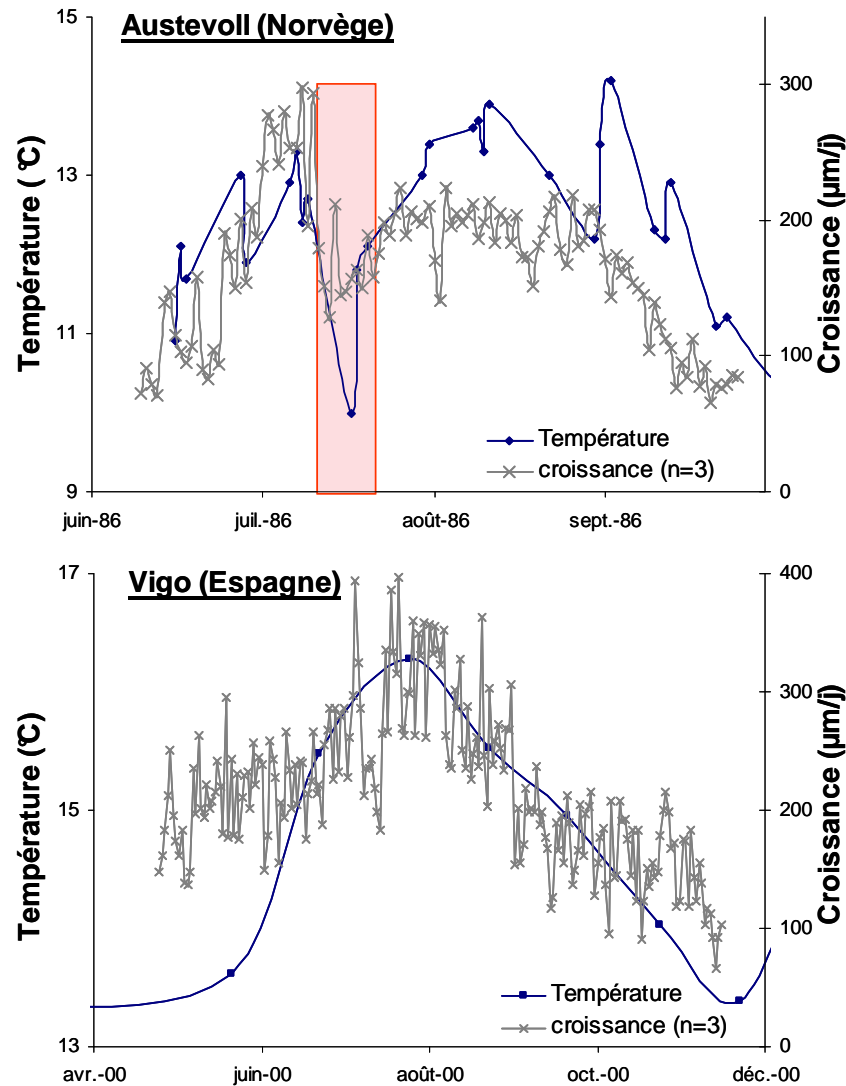 Austevoll (Norvège)
15
13
11
9
Température (°C)
300
200
100
0
Croissance (µm/j)
Température
croissance (n=3)
juin-86
juil.-86
août-86
sept.-86
Vigo (Espagne)
17
15
13
Température (°C)
400
300
200
100
0
Croissance (µm/j)
Température
croissance (n=3)
avr.-00
juin-00
août-00
oct.-00
déc.-00